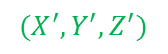 (X′, Y′, Z′)